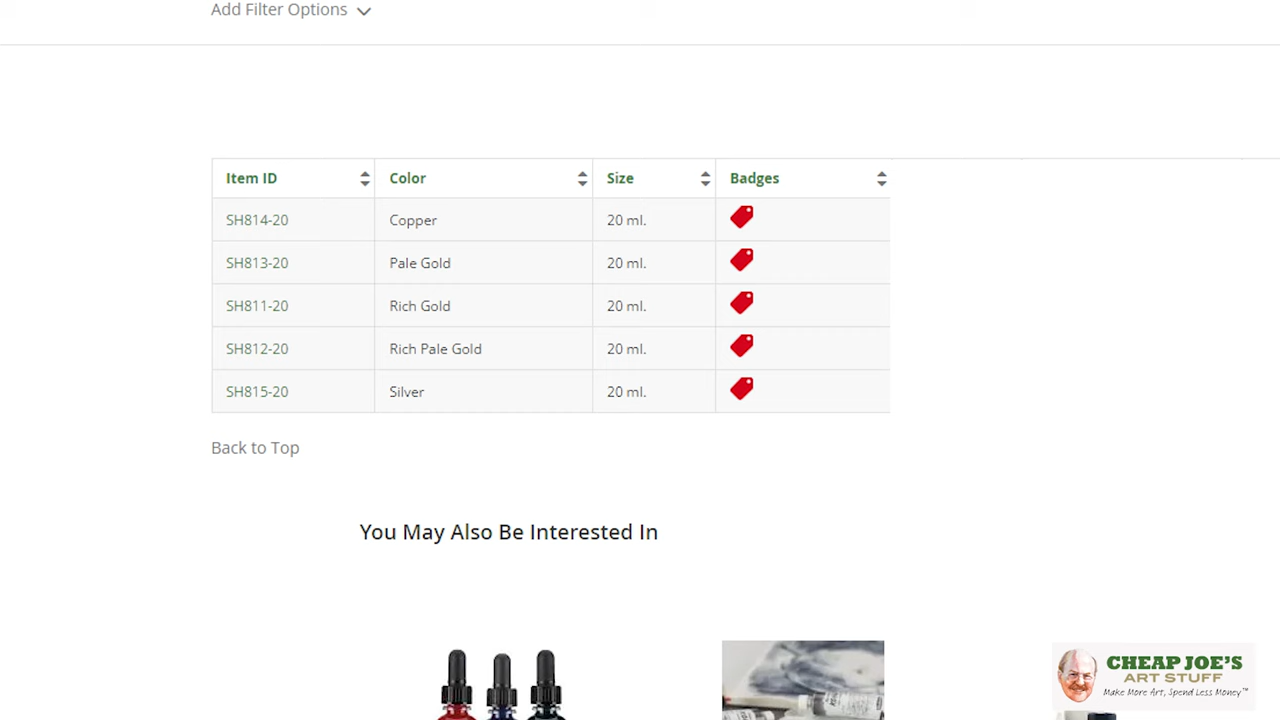 Add Filter Options
Item ID Color Size Badges
SH814-20 Copper 20 ml.
SH813-20 Pale Gold 20 ml.
SH811-20 Rich Gold 20 ml.
SH812-20 Rich Pale Gold 20 ml.
SH815-20 Silver 20 ml.
Back to Top
You May Also Be Interested In
CHEAP JOE'S
ART STUFF
Make More Art, Spend Less Money™